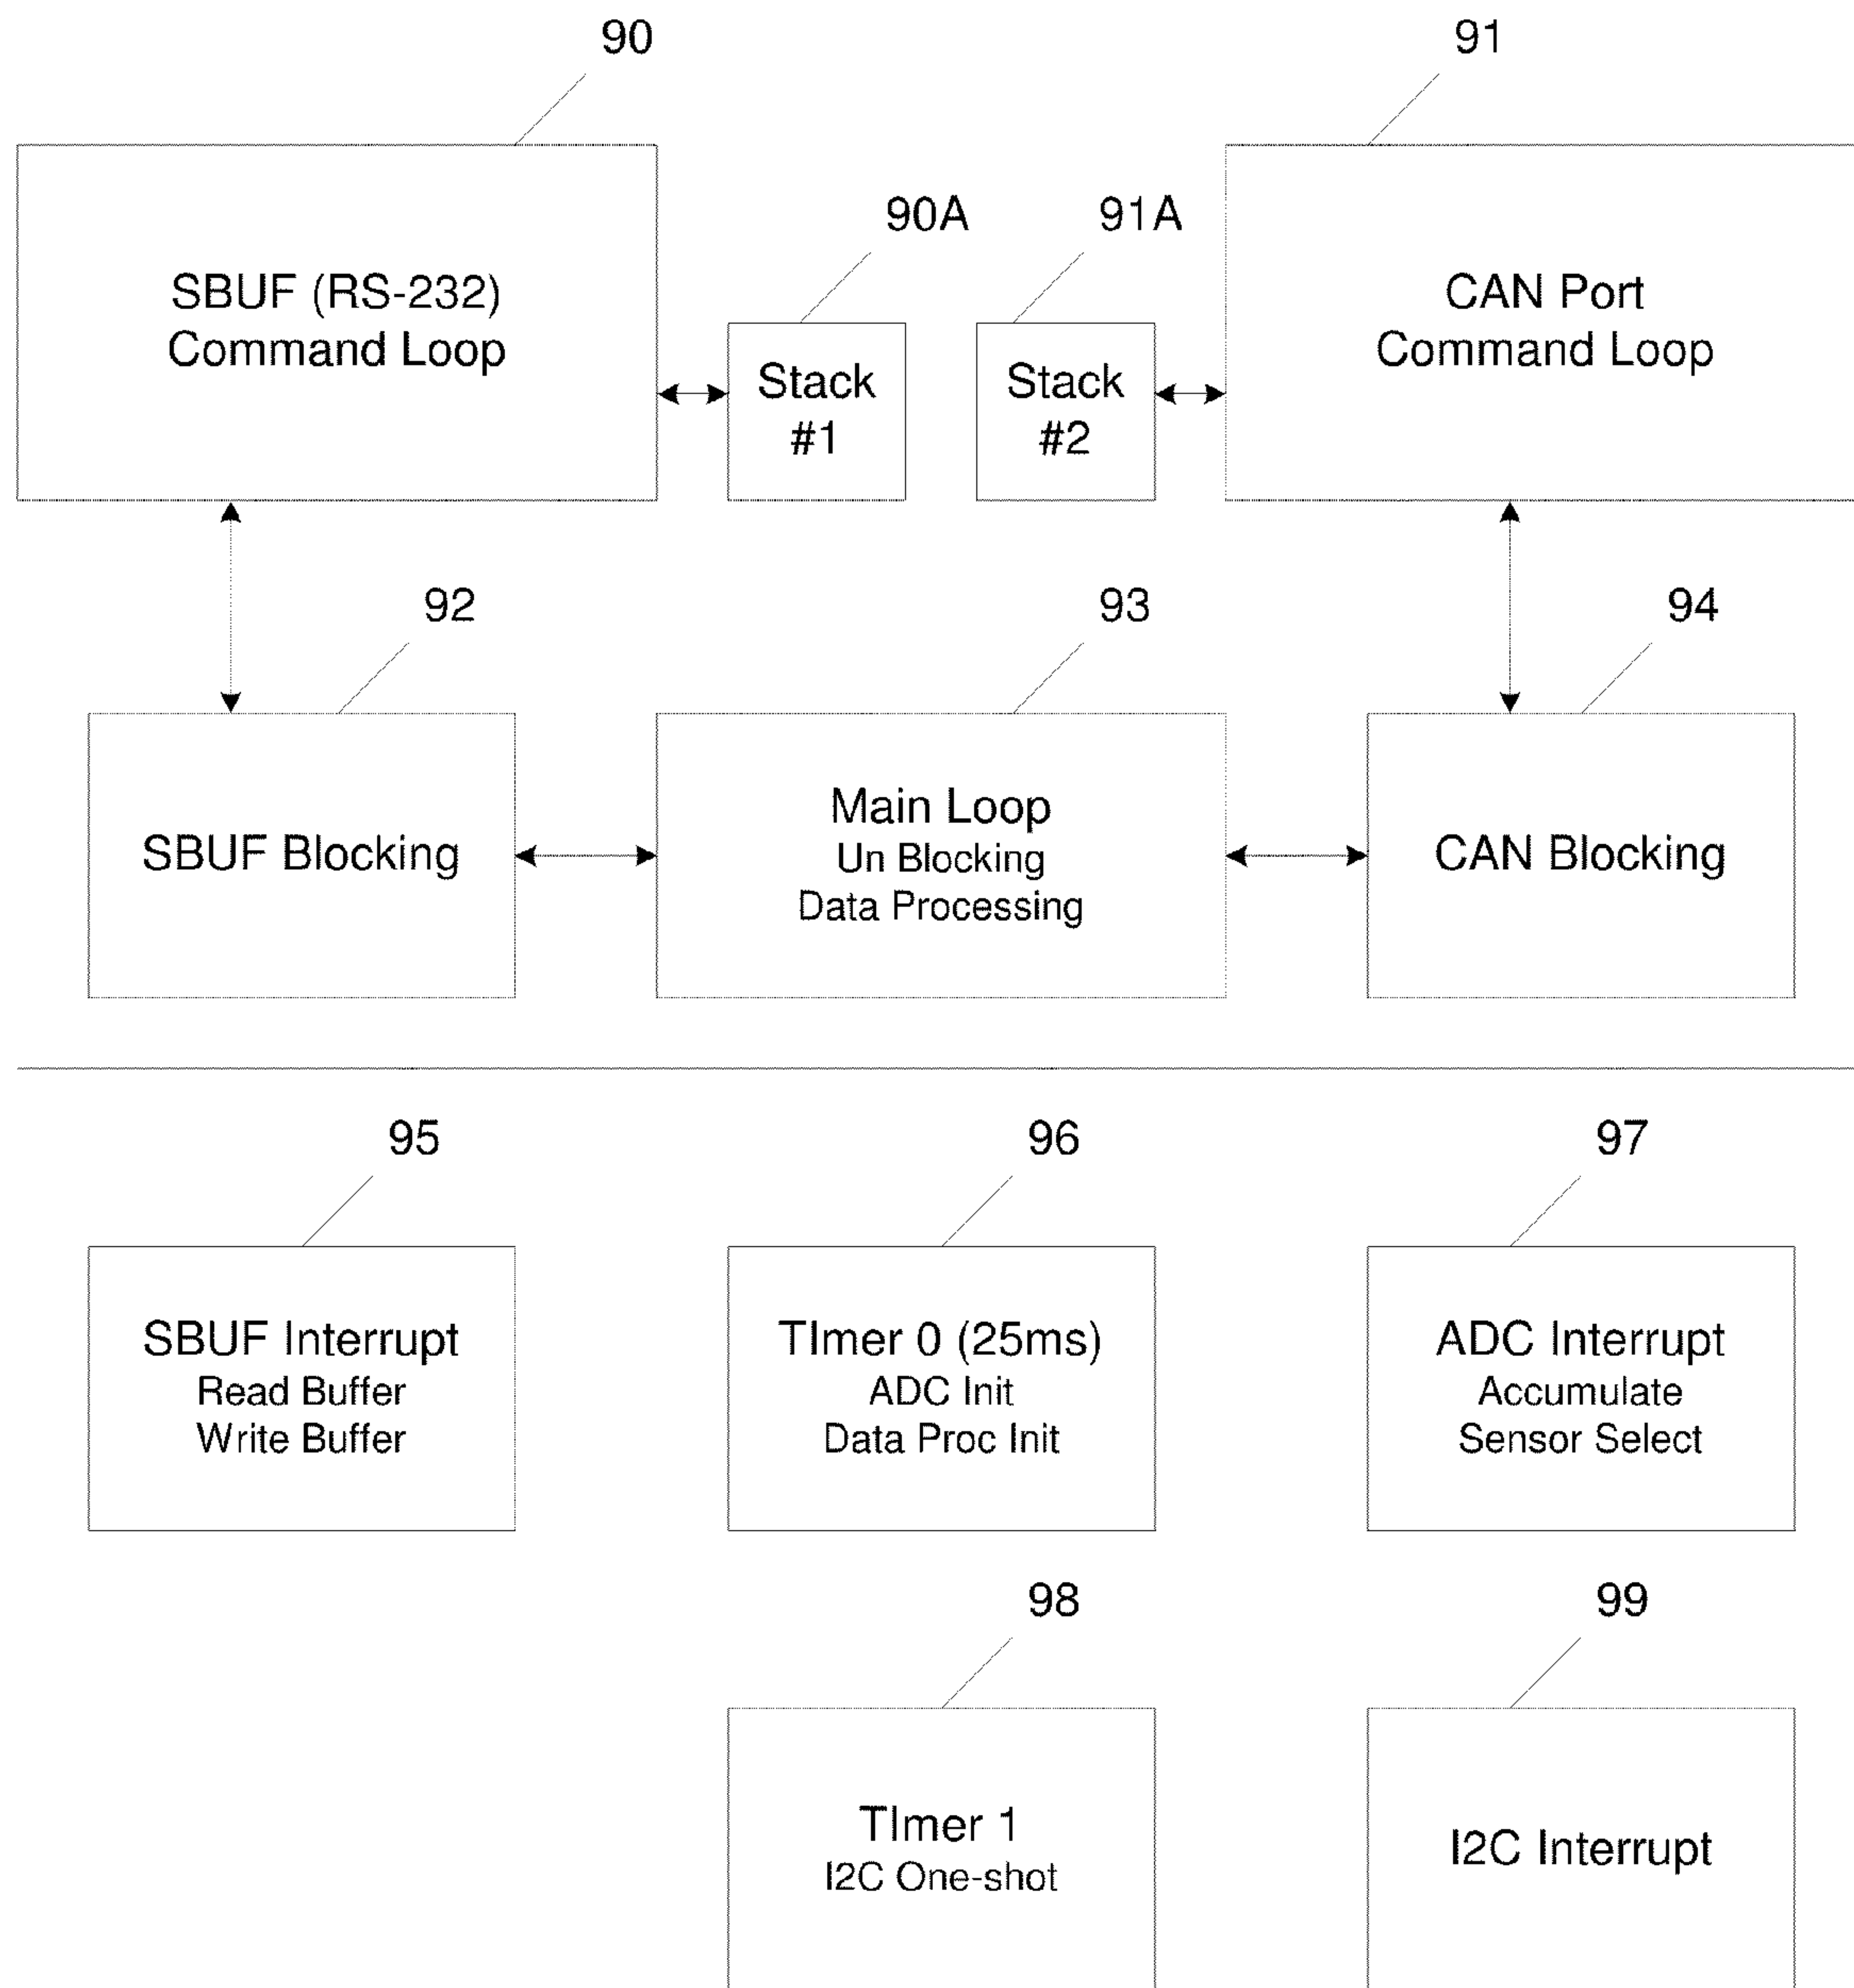 90
91
90A
91A
SBUF (RS-232)
Command Loop
Stack
#1
Stack
#2
CAN Port
Command Loop
92
93
94
SBUF Blocking
Main Loop
Un Blocking
Data Processing
CAN Blocking
95
96
97
SBUF Interrupt
Read Buffer
Write Buffer
TImer 0 (25ms)
ADC Init
Data Proc Init
ADC Interrupt
Accumulate
Sensor Select
98
99
TImer 1
I2C One-shot
I2C Interrupt